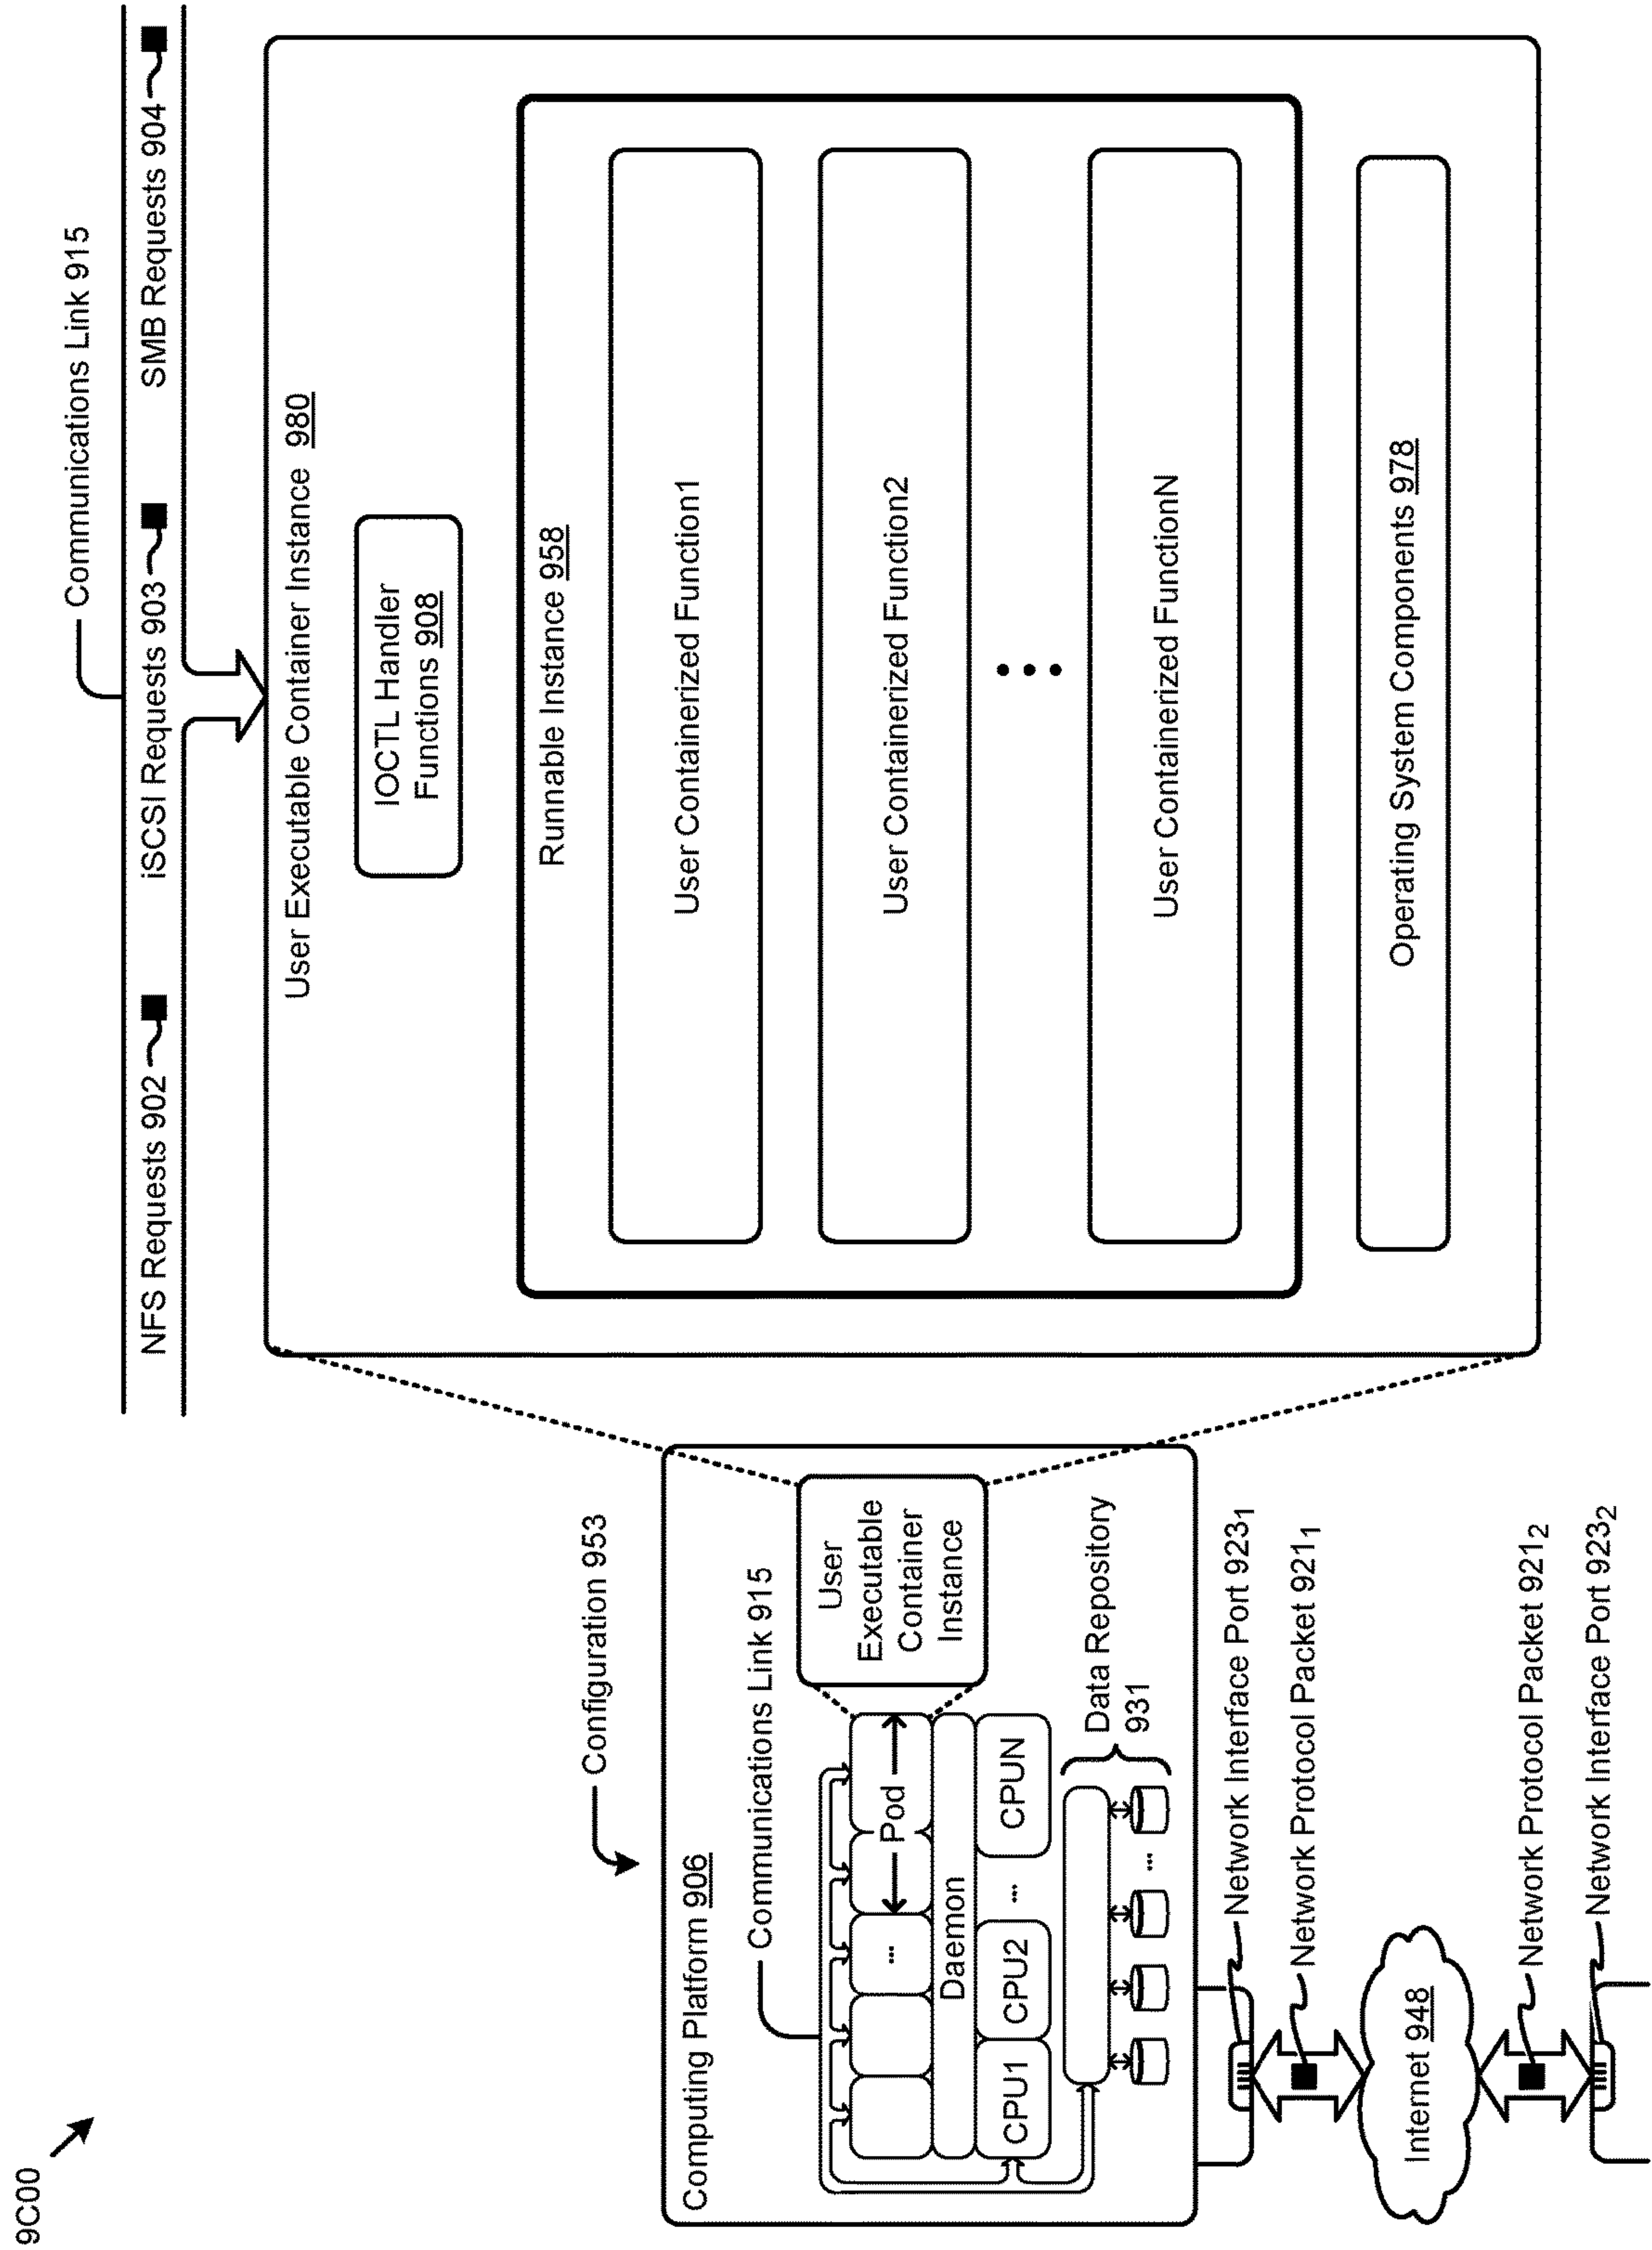 9C00
Communications Link 915
NFS Requests 902
iSCSI Requests 903
SMB Requests 904
User Executable Container Instance 980
IOCTL Handler
Functions 908
Runnable Instance 958
User Containerized Function1
User Containerized Function2
...
User Containerized FunctionN
Operating System Components 978
Configuration 953
Computing Platform 906
Communications Link 915
User
Executable
Container
Instance
...
Pod
Daemon
CPU1
CPU2
...
CPUN
Data Repository
931
...
Network Interface Port 923₁
Network Protocol Packet 921₁
Internet 948
Network Protocol Packet 921₂
Network Interface Port 923₂